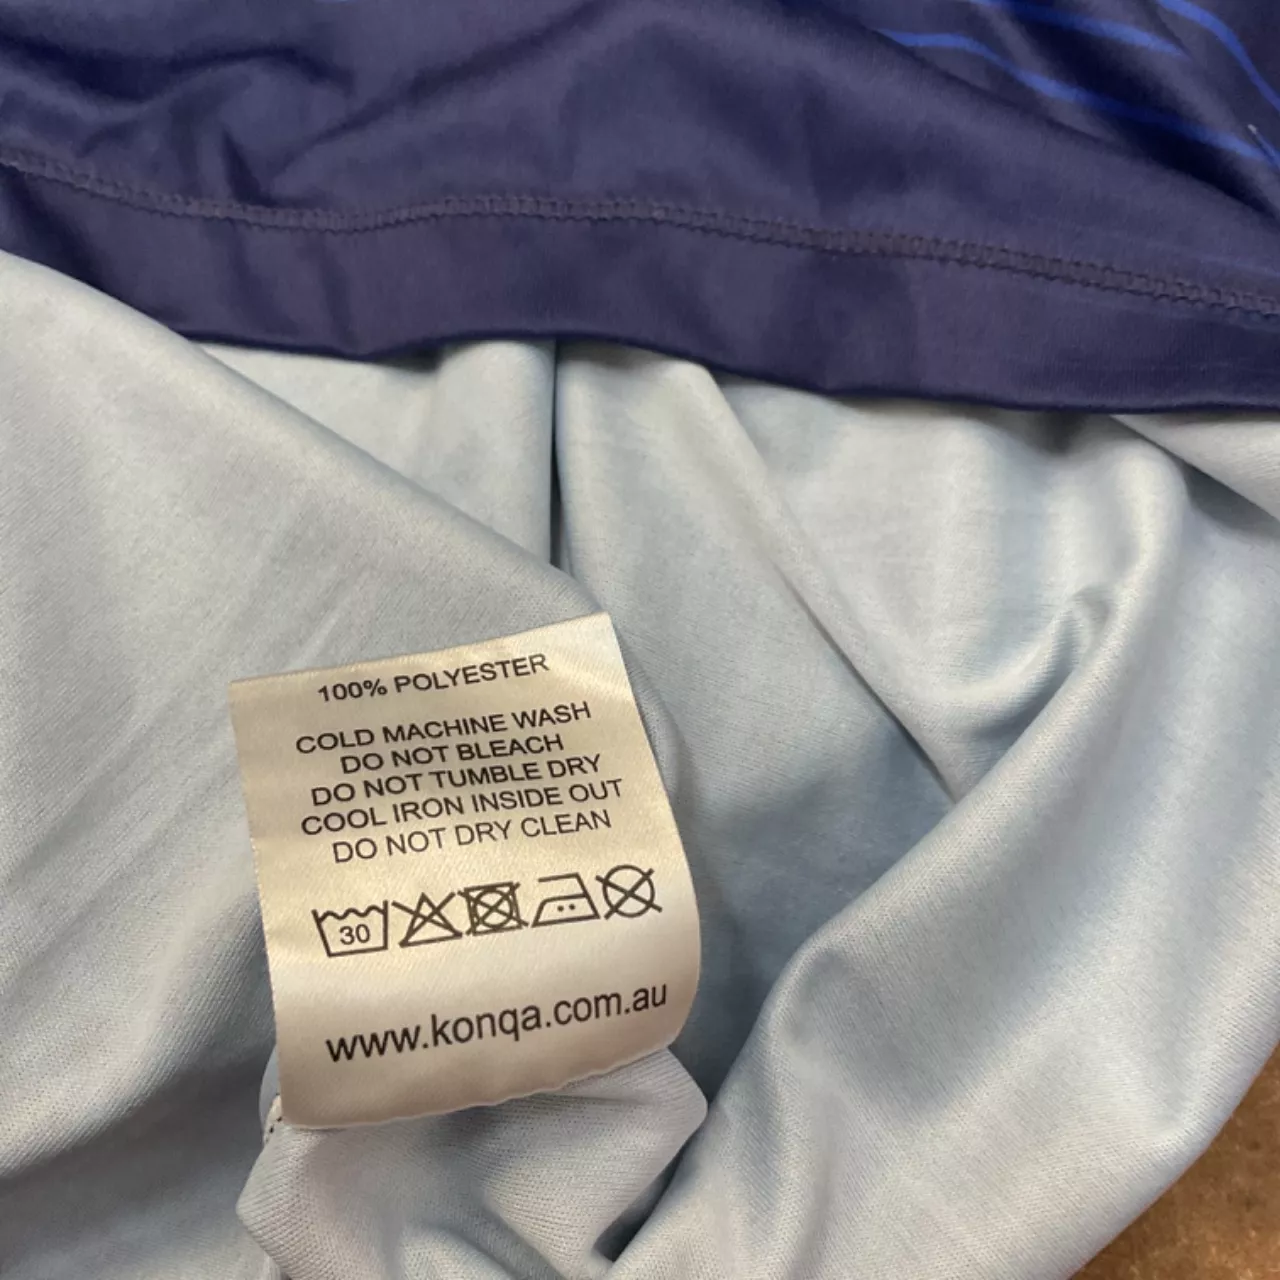 100% POLYESTER
COLD MACHINE WASH
DO NOT BLEACH
DO NOT TUMBLE DRY
COOL IRON INSIDE OUT
DO NOT DRY CLEAN
30
www.konqa.com.au